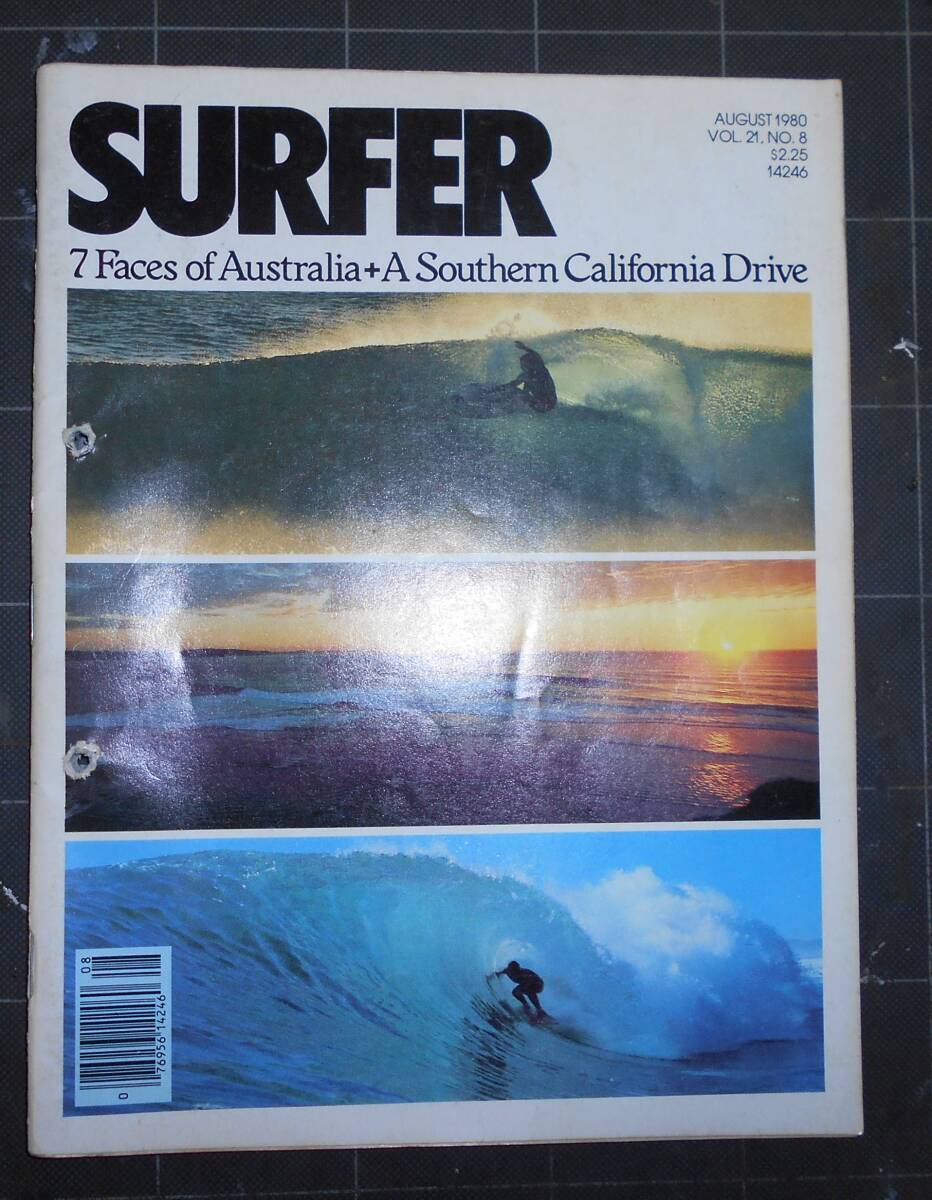 SURFER
AUGUST 1980
VOL. 21, NO. 8
$2.25
14246
7 Faces of Australia+A Southern California Drive
08
0 76956 14246